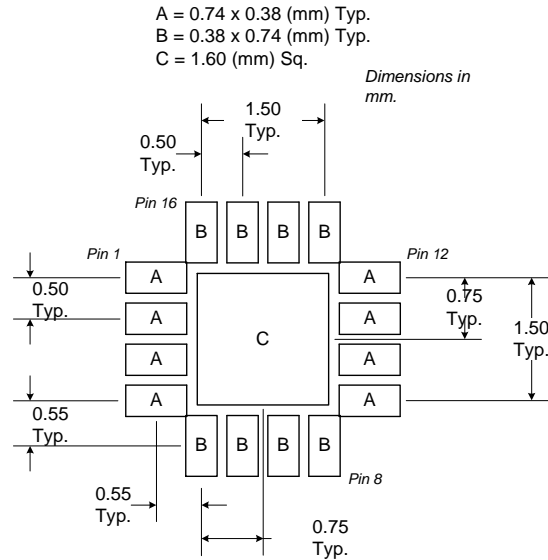 A = 0.74 x 0.38 (mm) Typ.
B = 0.38 x 0.74 (mm) Typ.
C = 1.60 (mm) Sq.
Dimensions in
mm.
1.50
Typ.
0.50
Typ.
Pin 16
B B B B
Pin 1
Pin 12
A
A
A
A
0.50
Typ.
0.55
Typ.
C
A
A
A
A
0.75
Typ.
1.50
Typ.
B B B B
Pin 8
0.55
Typ.
0.75
Typ.